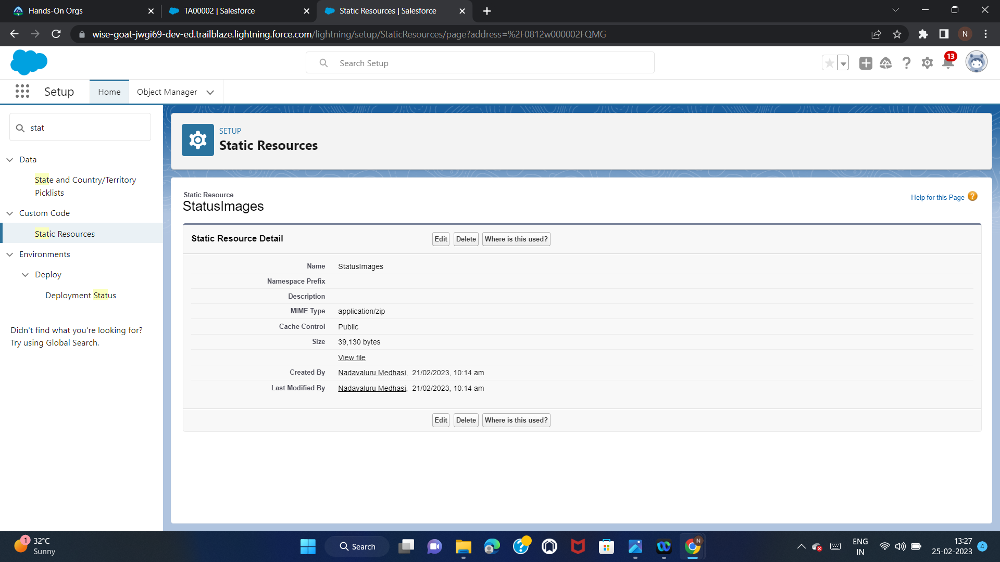 Hands-On Orgs
TA00002 | Salesforce
Static Resources | Salesforce
wise-goat-jwgi69-dev-ed.trailblaze.lightning.force.com/lightning/setup/StaticResources/page?address=%2F0812w000002FQMG
N
Search Setup
13
Setup
Home
Object Manager
stat
Data
State and Country/Territory
Picklists
Custom Code
Static Resources
Environments
Deploy
Deployment Status
Didn't find what you're looking for?
Try using Global Search.
SETUP
Static Resources
Static Resource
StatusImages
Help for this Page
Static Resource Detail
Edit Delete Where is this used?
Name StatusImages
Namespace Prefix
Description
MIME Type application/zip
Cache Control Public
Size 39,130 bytes
View file
Created By Nadavaluru Medhasi, 21/02/2023, 10:14 am
Last Modified By Nadavaluru Medhasi, 21/02/2023, 10:14 am
Edit Delete Where is this used?
1
32°C
Sunny
Search
N
ENG
IN
13:27
25-02-2023
4